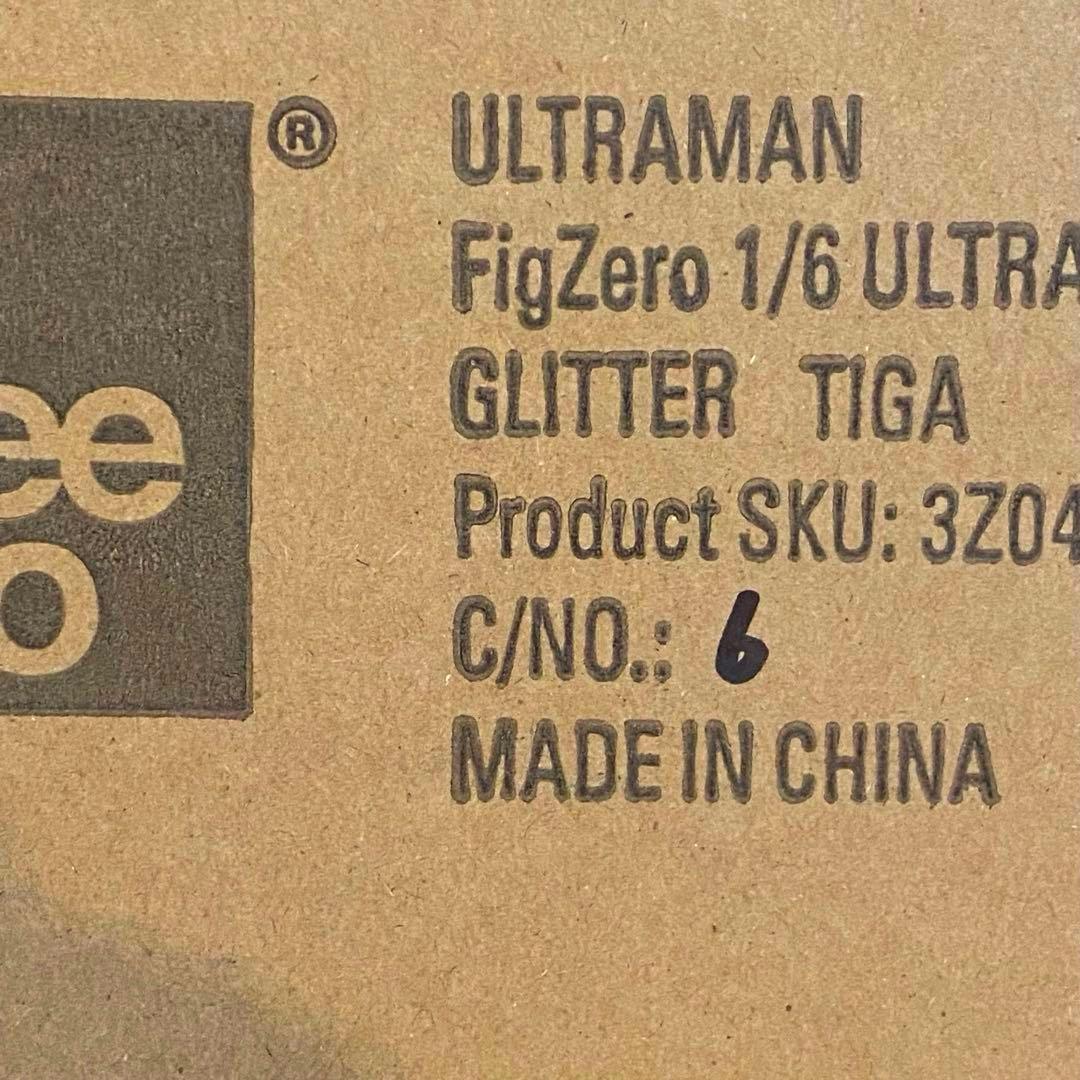 ee
o
®
ULTRAMAN
FigZero 1/6 ULTRA
GLITTER TIGA
Product SKU: 3Z04
C/NO.: 6
MADE IN CHINA